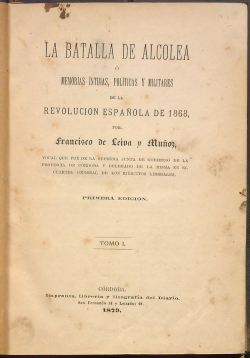 LA BATALLA DE ALCOLEA
Ó
MEMORIAS ÍNTIMAS, POLÍTICAS Y MILITARES
DE LA
REVOLUCION ESPAÑOLA DE 1868,
POR
Francisco de Leiva y Muñoz,
VOCAL QUE FUÉ DE LA SUPREMA JUNTA DE GOBIERNO DE LA
PROVINCIA DE CÓRDOBA Y DELEGADO DE LA MISMA EN EL
CUARTEL GENERAL DE LOS EJÉRCITOS LIBERALES.
PRIMERA EDICION.
TOMO I.
CÓRDOBA.
Imprenta, Librería y Litografía del Diario,
San Fernando 34 y Letrados 18.
1879.